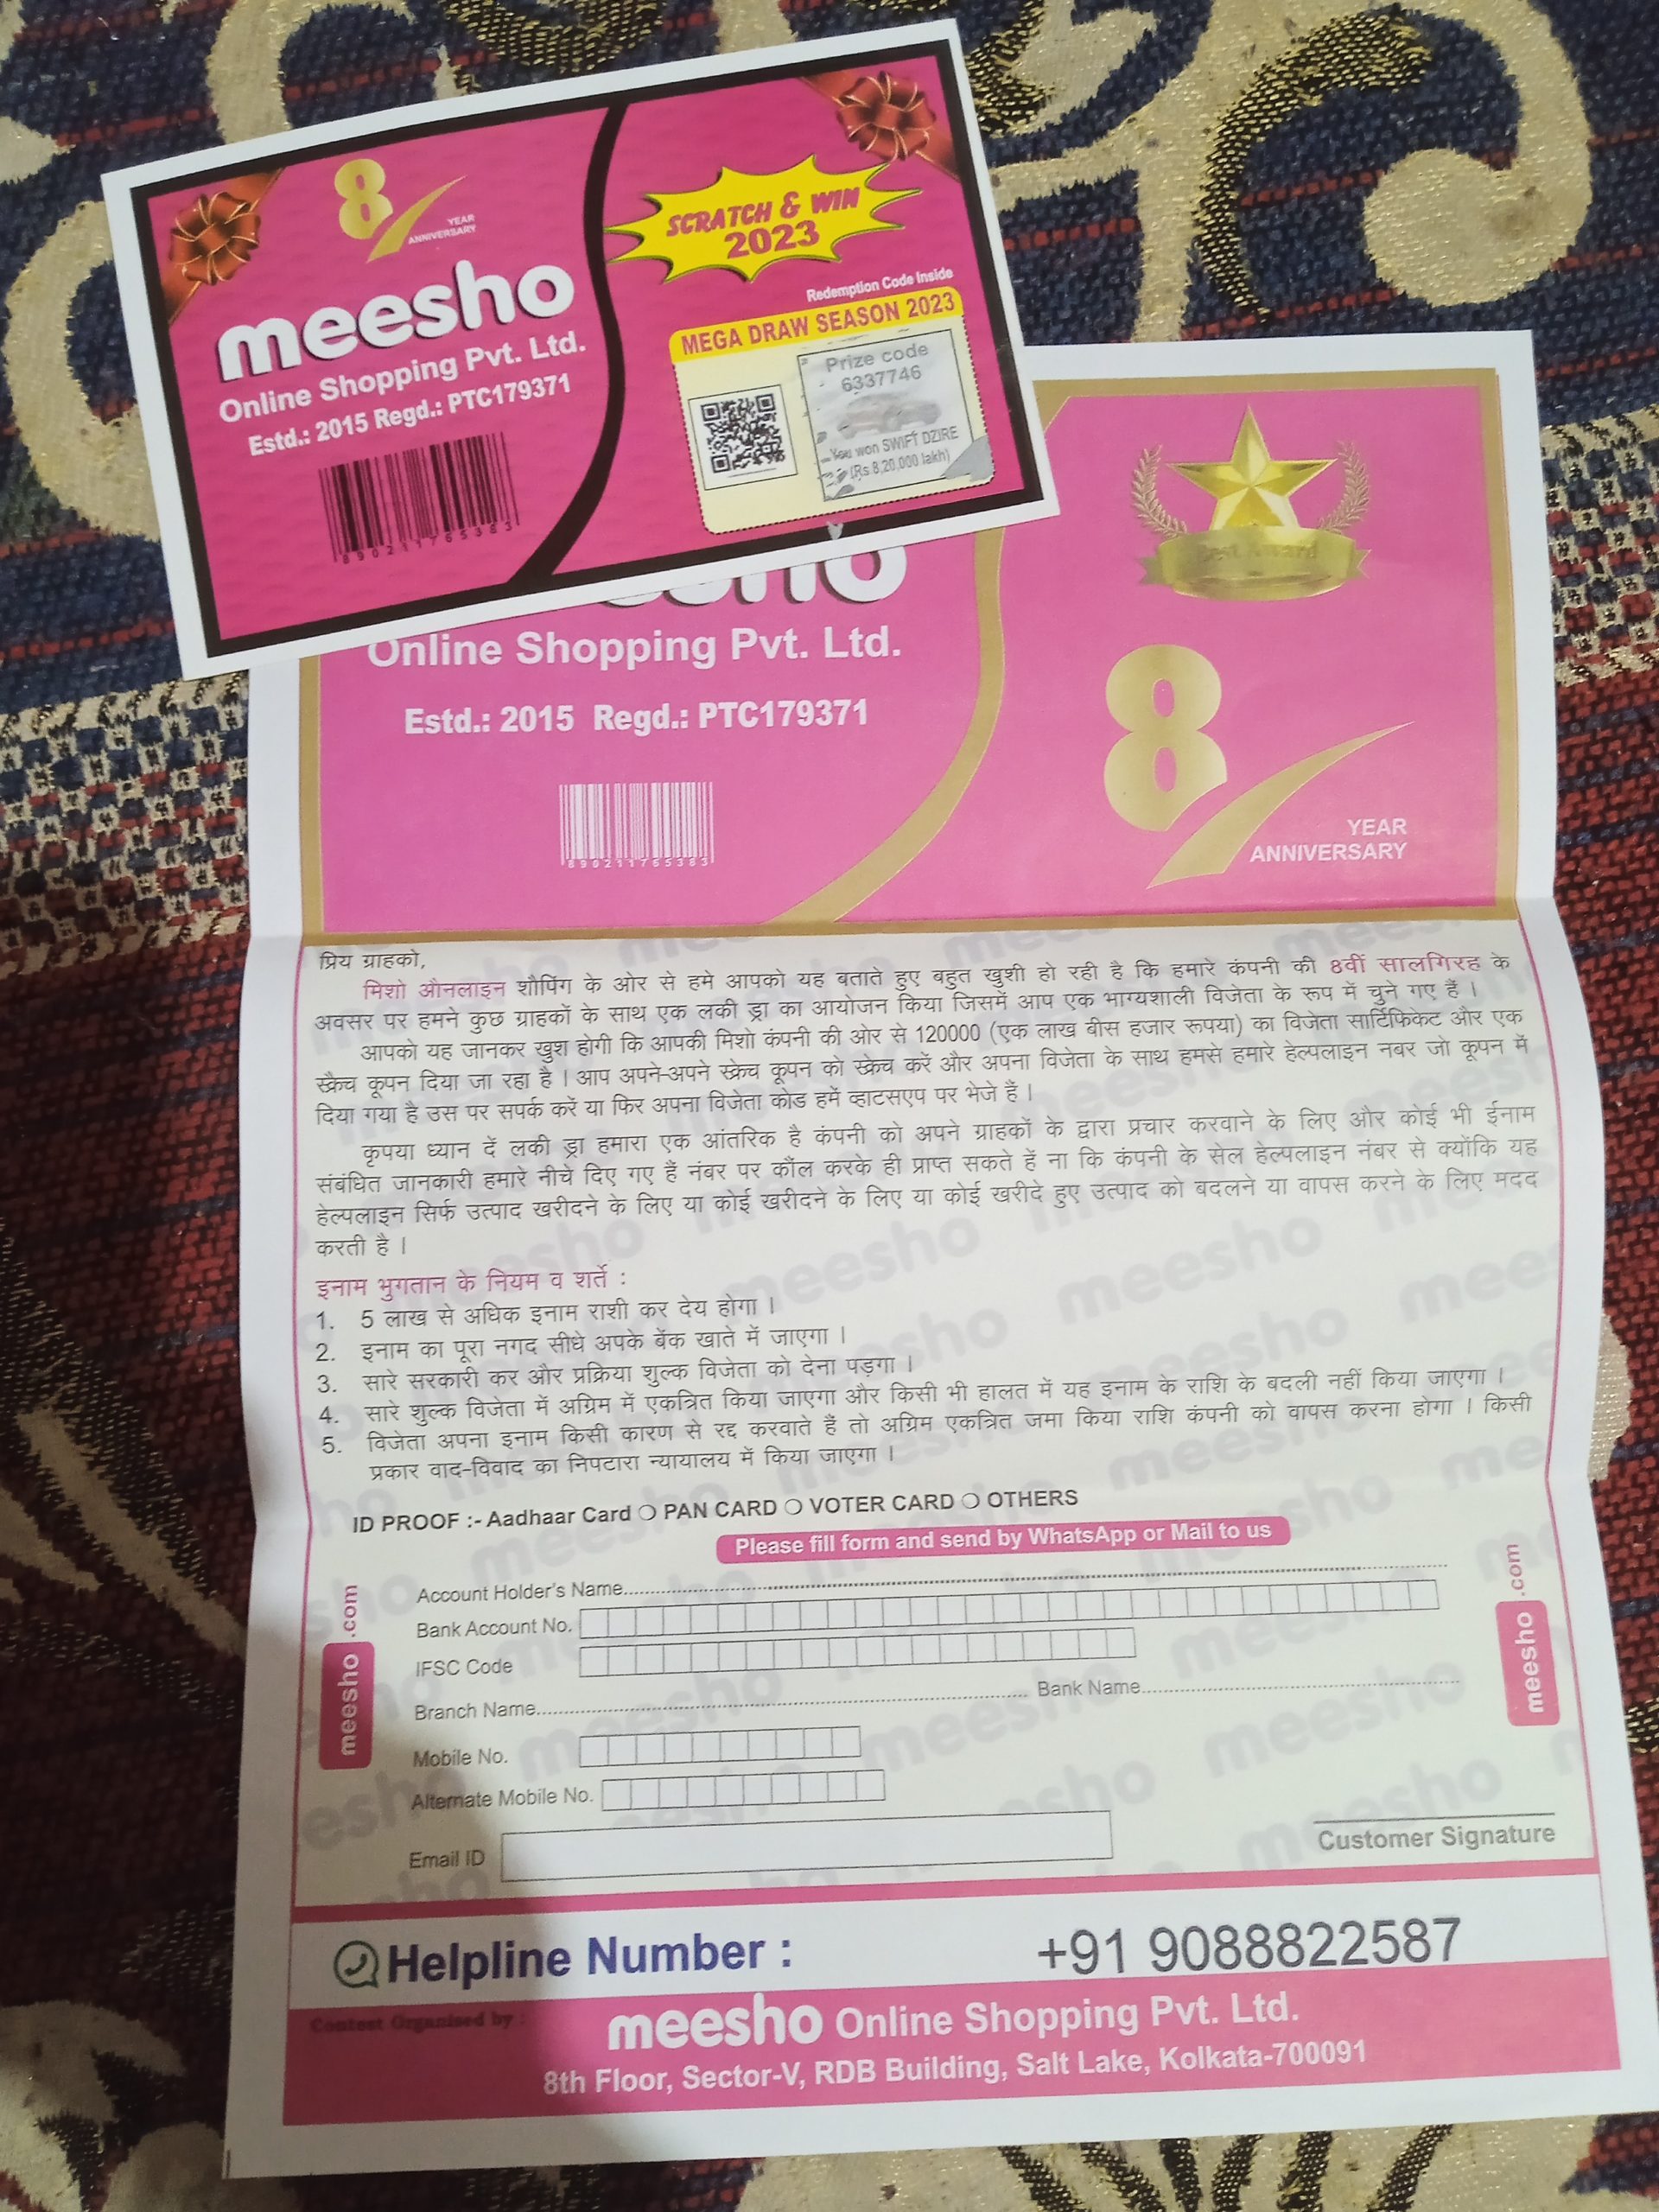 8 YEAR
ANNIVERSARY
meesho
Online Shopping Pvt. Ltd.
Estd.: 2015 Regd.: PTC179371
8902117765383
SCRATCH & WIN
2023
Redemption Code Inside
MEGA DRAW SEASON 2023
Prize code
6337746
You won SWIFT DZIRE
(Rs 8,20,000 lakh)
Online Shopping Pvt. Ltd.
Estd.: 2015 Regd.: PTC179371
890211765383
Best Award
8
YEAR
ANNIVERSARY
प्रिय ग्राहको,
मिशो औनलाइन शौपिंग के ओर से हमे आपको यह बताते हुए बहुत खुशी हो रही है कि हमारे कंपनी की 8वीं सालगिरह के
अवसर पर हमने कुछ ग्राहकों के साथ एक लकी ड्रा का आयोजन किया जिसमें आप एक भाग्यशाली विजेता के रूप में चुने गए हैं ।
आपको यह जानकर खुश होगी कि आपकी मिशो कंपनी की ओर से 120000 (एक लाख बीस हजार रूपया) का विजेता सार्टिफिकेट और एक
स्क्रैच कूपन दिया जा रहा है । आप अपने-अपने स्क्रेच कूपन को स्क्रेच करें और अपना विजेता के साथ हमसे हमारे हेल्पलाइन नबर जो कूपन में
दिया गया है उस पर सपर्क करें या फिर अपना विजेता कोड हमें व्हाटसएप पर भेजे हैं ।
कृपया ध्यान दें लकी ड्रा हमारा एक आंतरिक है कंपनी को अपने ग्राहकों के द्वारा प्रचार करवाने के लिए और कोई भी ईनाम
संबंधित जानकारी हमारे नीचे दिए गए हैं नंबर पर कौंल करके ही प्राप्त सकते हें ना कि कंपनी के सेल हेल्पलाइन नंबर से क्योंकि यह
हेल्पलाइन सिर्फ उत्पाद खरीदने के लिए या कोई खरीदने के लिए या कोई खरीदे हुए उत्पाद को बदलने या वापस करने के लिए मदद
करती है ।
इनाम भुगतान के नियम व शर्ते :
1. 5 लाख से अधिक इनाम राशी कर देय होगा ।
2. इनाम का पूरा नगद सीधे अपके बेंक खाते में जाएगा ।
3. सारे सरकारी कर और प्रक्रिया शुल्क विजेता को देना पड़गा ।
4. सारे शुल्क विजेता में अग्रिम में एकत्रित किया जाएगा और किसी भी हालत में यह इनाम के राशि के बदली नहीं किया जाएगा ।
5. विजेता अपना इनाम किसी कारण से रद्द करवाते हैं तो अग्रिम एकत्रित जमा किया राशि कंपनी को वापस करना होगा । किसी
प्रकार वाद-विवाद का निपटारा न्यायालय में किया जाएगा ।
ID PROOF :- Aadhaar Card ❍ PAN CARD ❍ VOTER CARD ❍ OTHERS
Please fill form and send by WhatsApp or Mail to us
Account Holder's Name
Bank Account No.
IFSC Code
Branch Name Bank Name
Mobile No.
Alternate Mobile No.
Email ID
Customer Signature
meesho .com
meesho .com
Helpline Number : +91 9088822587
Contest Organised by :
meesho Online Shopping Pvt. Ltd.
8th Floor, Sector-V, RDB Building, Salt Lake, Kolkata-700091